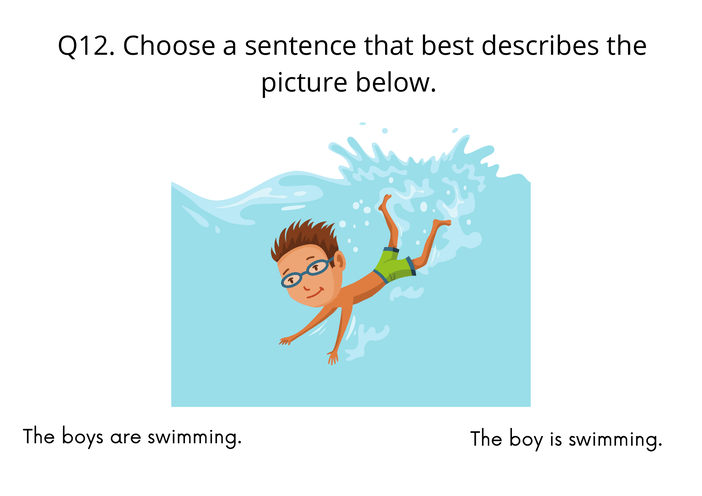 Q12. Choose a sentence that best describes the
picture below.
The boys are swimming.
The boy is swimming.